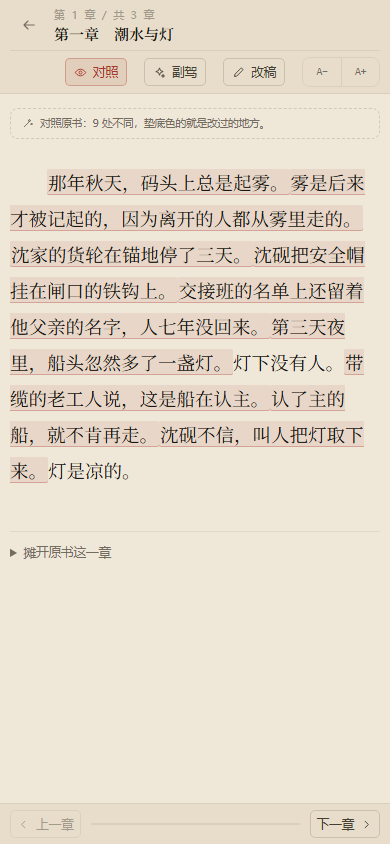 第 1 章 / 共 3 章
第一章　潮水与灯
对照
副驾
改稿
A−
A+
对照原书：9 处不同，垫底色的就是改过的地方。
那年秋天，码头上总是起雾。雾是后来
才被记起的，因为离开的人都从雾里走的。
沈家的货轮在锚地停了三天。沈砚把安全帽
挂在闸口的铁钩上。交接班的名单上还留着
他父亲的名字，人七年没回来。第三天夜
里，船头忽然多了一盏灯。灯下没有人。带
缆的老工人说，这是船在认主。认了主的
船，就不肯再走。沈砚不信，叫人把灯取下
来。灯是凉的。
摊开原书这一章
上一章
下一章